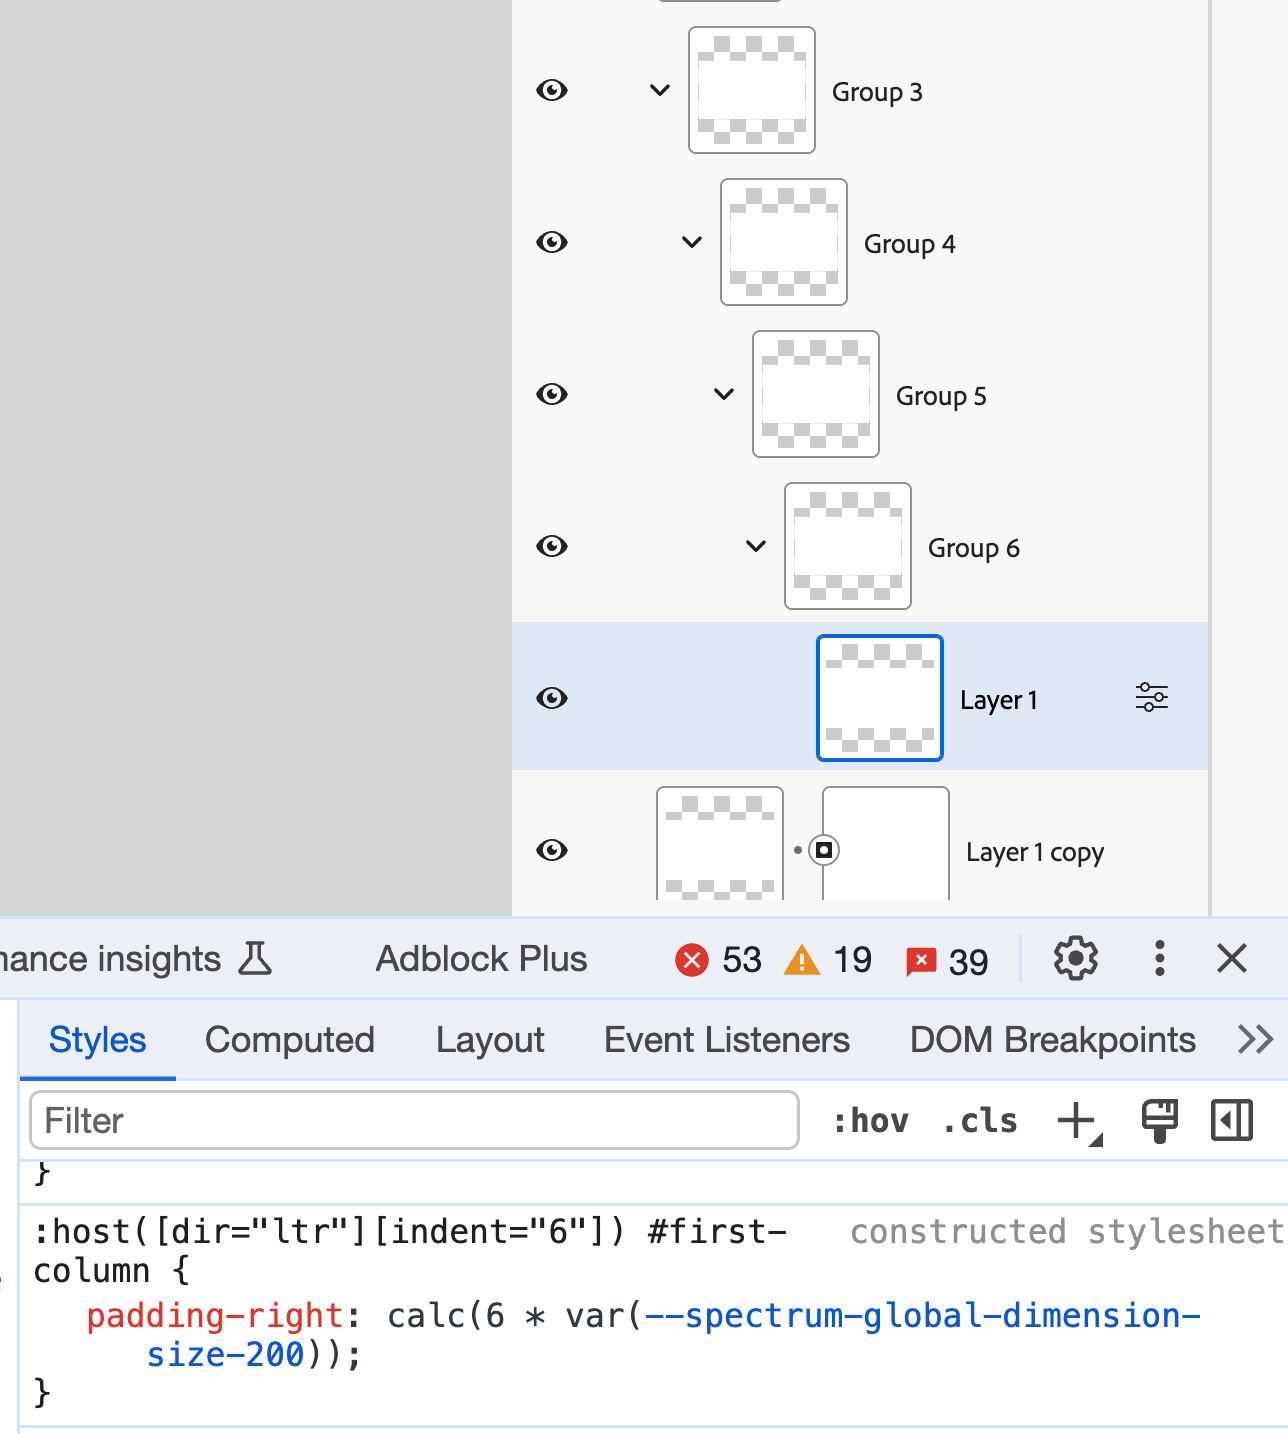 Group 3
Group 4
Group 5
Group 6
Layer 1
Layer 1 copy
mance insights Adblock Plus 53 19 39
Styles Computed Layout Event Listeners DOM Breakpoints
Filter :hov .cls
}
:host([dir="ltr"][indent="6"]) #first- constructed stylesheet
column {
padding-right: calc(6 * var(--spectrum-global-dimension-
size-200));
}